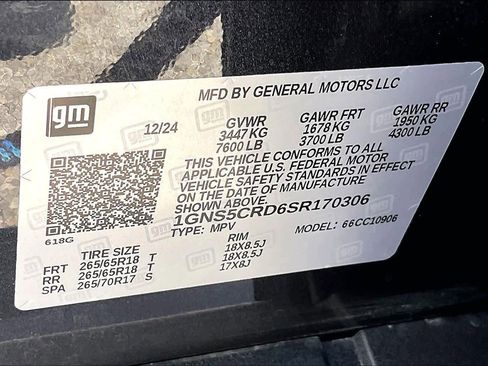 MFD BY GENERAL MOTORS LLC
gm
12/24
GVWR GAWR FRT GAWR RR
3447 KG 1678 KG 1950 KG
7600 LB 3700 LB 4300 LB
THIS VEHICLE CONFORMS TO ALL
APPLICABLE U.S. FEDERAL MOTOR
VEHICLE SAFETY STANDARDS IN EFFECT
ON THE DATE OF MANUFACTURE
1GNS5CRD6SR170306
TYPE: MPV MODEL: 66CC10906
618G
TIRE SIZE RIM
FRT 265/65R18 T 18X8.5J
RR 265/65R18 T 18X8.5J
SPA 265/70R17 S 17X8J